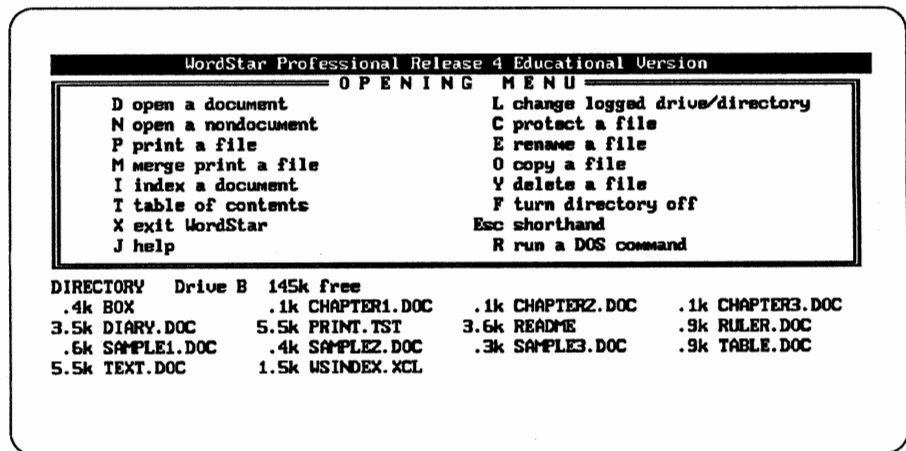 WordStar Professional Release 4 Educational Version
OPENING MENU
D open a document L change logged drive/directory
N open a nondocument C protect a file
P print a file E rename a file
M merge print a file O copy a file
I index a document Y delete a file
T table of contents F turn directory off
X exit WordStar Esc shorthand
J help R run a DOS command
DIRECTORY Drive B 145k free
.4k BOX .1k CHAPTER1.DOC .1k CHAPTER2.DOC .1k CHAPTER3.DOC
3.5k DIARY.DOC 5.5k PRINT.TST 3.6k README .9k RULER.DOC
.6k SAMPLE1.DOC .4k SAMPLE2.DOC .3k SAMPLE3.DOC .9k TABLE.DOC
5.5k TEXT.DOC 1.5k WSINDEX.XCL